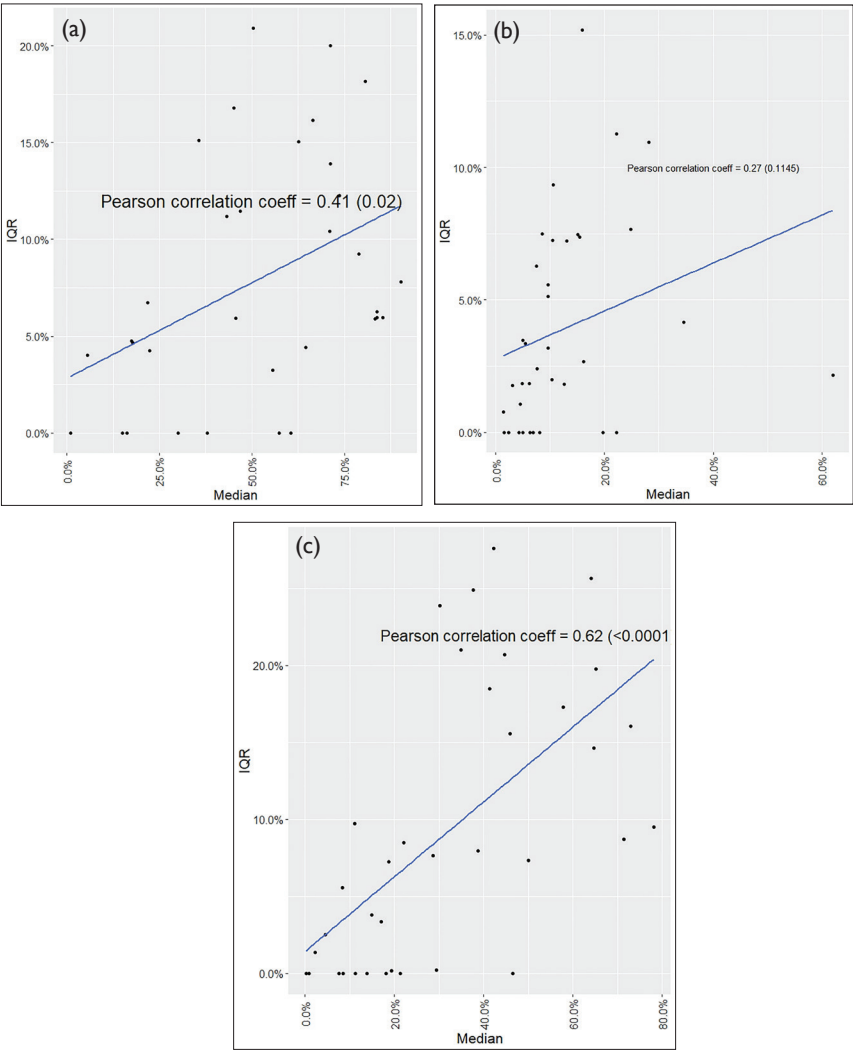 (a)
20.0%
15.0%
Pearson correlation coeff = 0.41 (0.02)
IQR
10.0%
5.0%
0.0%
0.0%
25.0%
50.0%
75.0%
Median
(b)
15.0%
10.0%
Pearson correlation coeff = 0.27 (0.1145)
IQR
5.0%
0.0%
0.0%
20.0%
40.0%
60.0%
Median
(c)
Pearson correlation coeff = 0.62 (<0.0001
20.0%
IQR
10.0%
0.0%
0.0%
20.0%
40.0%
60.0%
80.0%
Median